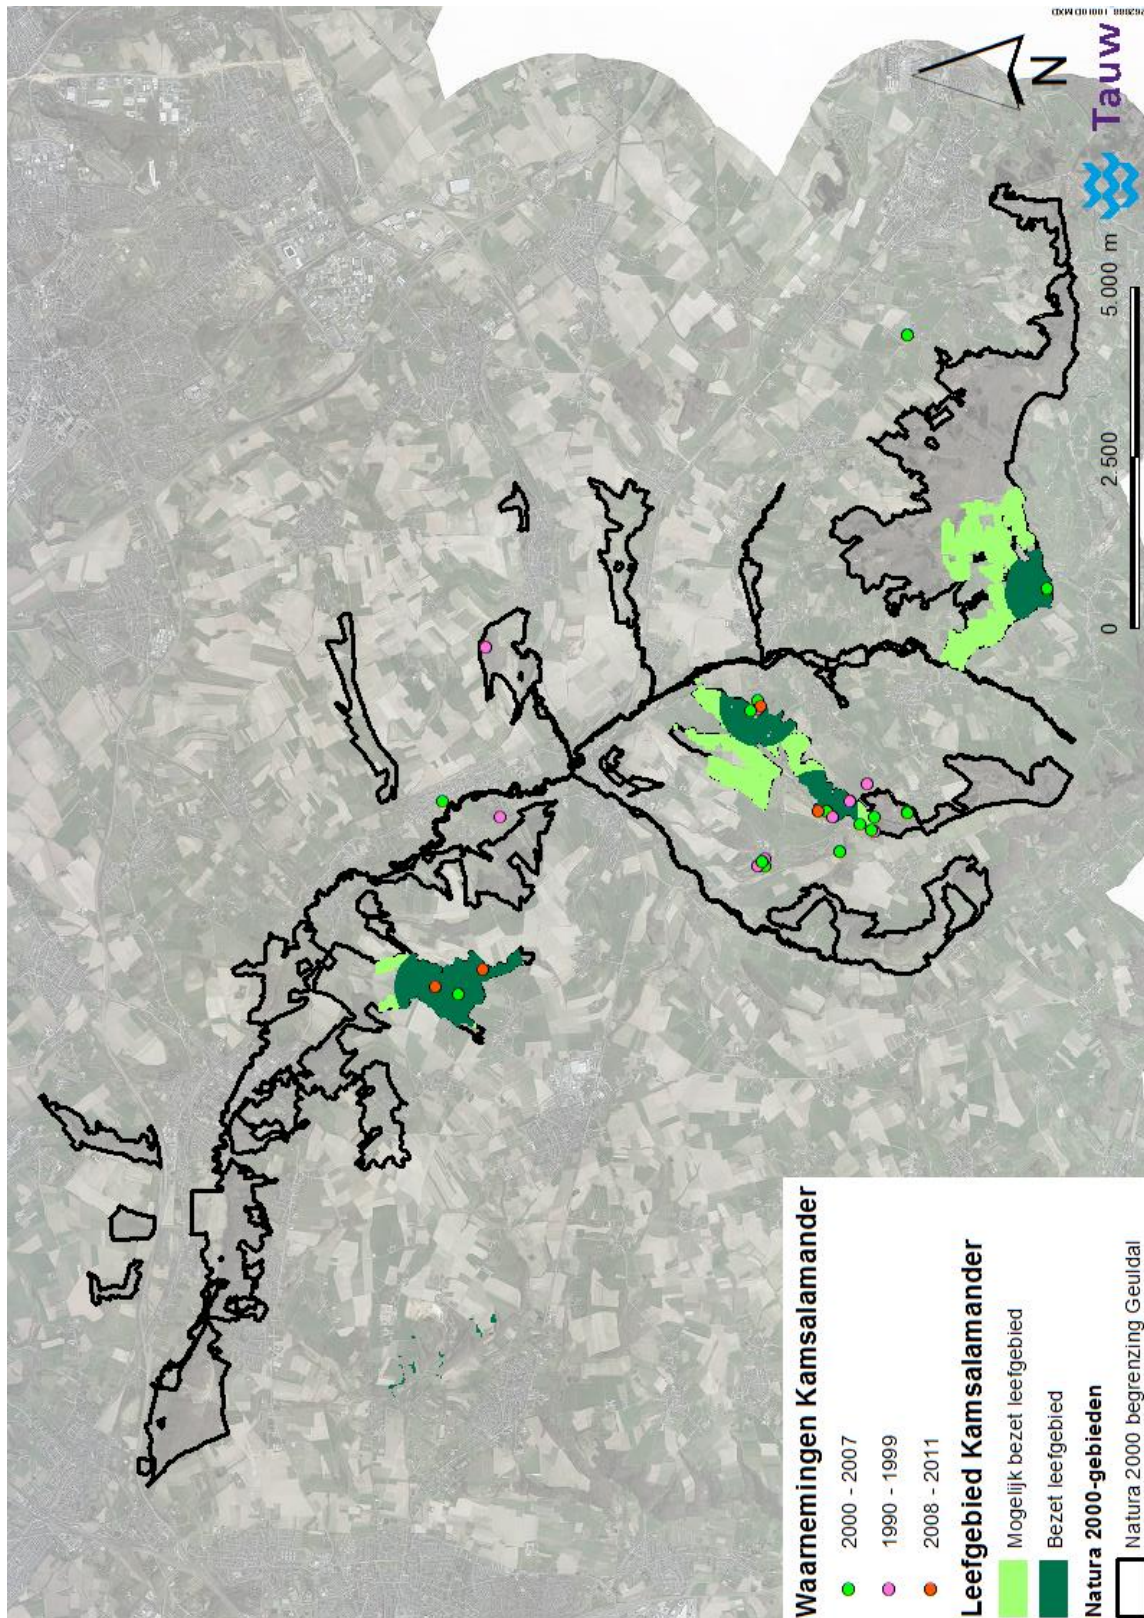 Waarnemingen Kamsalamander
2000 - 2007
1990 - 1999
2008 - 2011
Leefgebied Kamsalamander
Mogelijk bezet leefgebied
Bezet leefgebied
Natura 2000-gebieden
Natura 2000 begrenzing Geuldal
0 2.500 5.000 m
N
Tauw